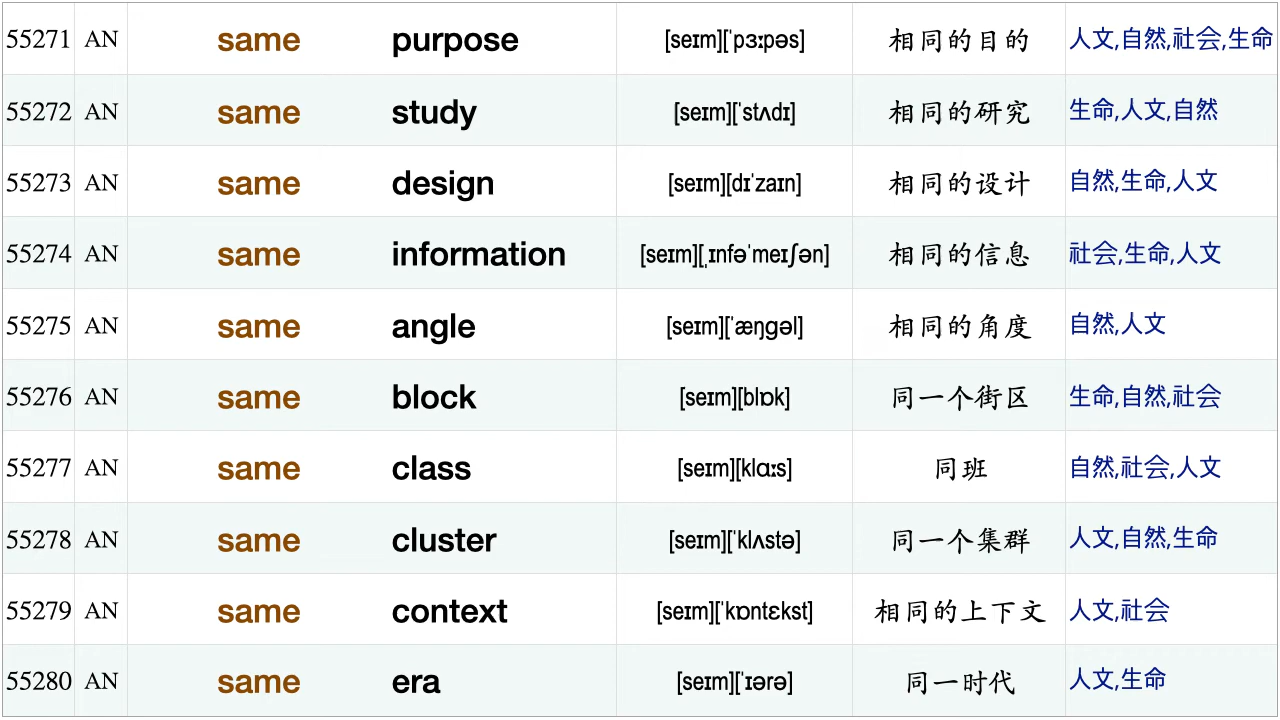 55271 AN same purpose [seɪm][ˈpɜɪpəs] 相同的目的 人文,自然,社会,生命
55272 AN same study [seɪm][ˈstʌdɪ] 相同的研究 生命,人文,自然
55273 AN same design [seɪm][dɪˈzaɪn] 相同的设计 自然,生命,人文
55274 AN same information [seɪm][ˌɪnfəˈmeɪʃən] 相同的信息 社会,生命,人文
55275 AN same angle [seɪm][ˈæŋɡəl] 相同的角度 自然,人文
55276 AN same block [seɪm][blɒk] 同一个街区 生命,自然,社会
55277 AN same class [seɪm][klɑɪs] 同班 自然,社会,人文
55278 AN same cluster [seɪm][ˈklʌstə] 同一个集群 人文,自然,生命
55279 AN same context [seɪm][ˈkɒntɛkst] 相同的上下文 人文,社会
55280 AN same era [seɪm][ˈɪərə] 同一时代 人文,生命